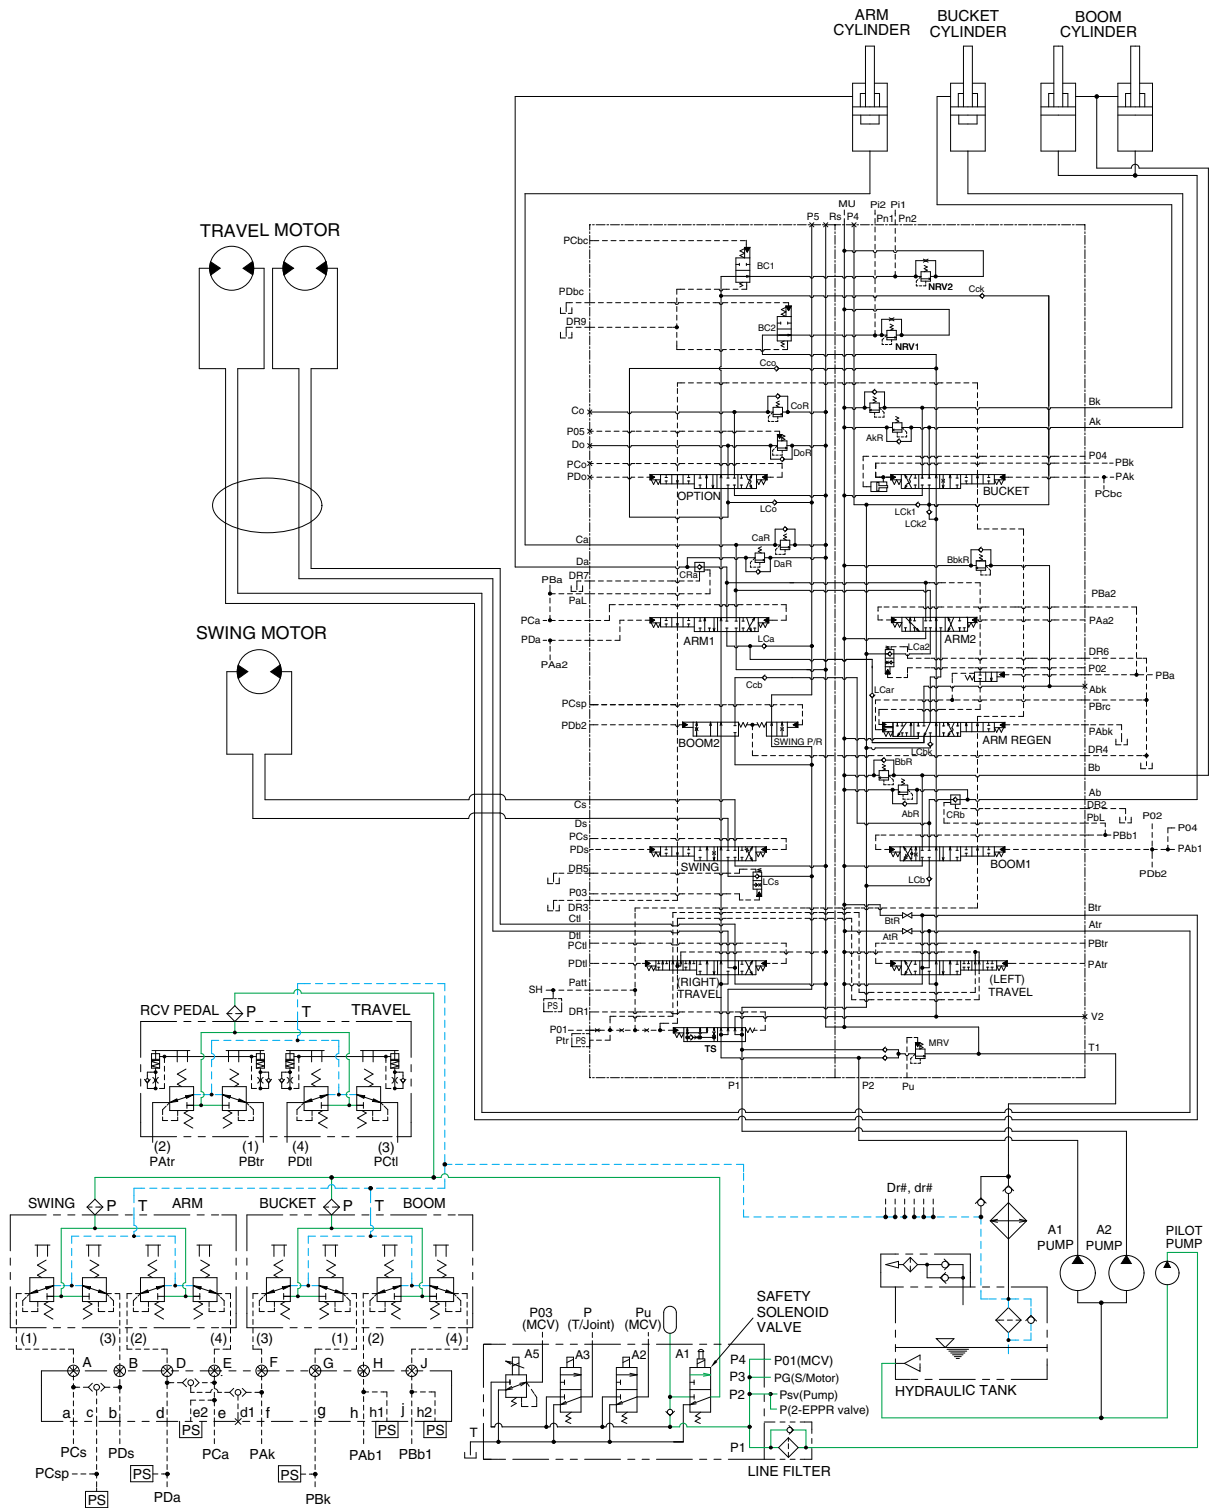 ARM
CYLINDER
BUCKET
CYLINDER
BOOM
CYLINDER
TRAVEL MOTOR
SWING MOTOR
MU
Pi2 Pi1
P5 Rs P4
Pn1 Pn2
PCbc
BC1
NRV2
Cck
PDbc
DR9
BC2
NRV1
Cco
Co
CoR
Bk
P05
Ak
AkR
Do
DoR
P04
PCo
PBk
PDo
PAk
OPTION
BUCKET
PCbc
LCo
LCk1
LCk2
Ca
CaR
Da
DaR
BbkR
CRa
DR7
PBa
PaL
PBa2
PCa
PAa2
PDa
ARM1
ARM2
PAa2
LCa
LCa2
DR6
P02
PBa
Ccb
LCar
Abk
PCsp
PBrc
PDb2
PAbk
BOOM2
SWING P/R
ARM REGEN
LCbk
DR4
BbR
Bb
Cs
AbR
CRb
Ab
DR2
Ds
PbL
P02
P04
PCs
PBb1
PDs
PAb1
SWING
BOOM1
PDb2
DR5
LCs
LCb
P03
DR3
Btr
Ctl
BtR
Atr
Dtl
AtR
PCtl
PBtr
PDtl
PAtr
(RIGHT)
TRAVEL
(LEFT)
TRAVEL
Patt
SH
PS
DR1
V2
P01
Ptr
PS
TS
MRV
T1
P1
P2
Pu
RCV PEDAL
P
T
TRAVEL
(2)
(1)
(4)
(3)
PAtr
PBtr
PDtl
PCtl
SWING
P
T
ARM
BUCKET
P
T
BOOM
(1)
(3)
(2)
(4)
(3)
(1)
(2)
(4)
A
B
D
E
F
G
H
J
a
c
b
d
e2
e
d1
f
g
h
h1
j
h2
PS
PS
PS
PCs
PDs
PCa
PAk
PAb1
PBb1
PCsp
PS
PS
PS
PDa
PBk
Dr#, dr#
A1
PUMP
A2
PUMP
PILOT
PUMP
HYDRAULIC TANK
SAFETY
SOLENOID
VALVE
P03
(MCV)
P
(T/Joint)
Pu
(MCV)
A5
A3
A2
A1
P4
P01(MCV)
P3
PG(S/Motor)
P2
Psv(Pump)
P(2-EPPR valve)
T
P1
LINE FILTER